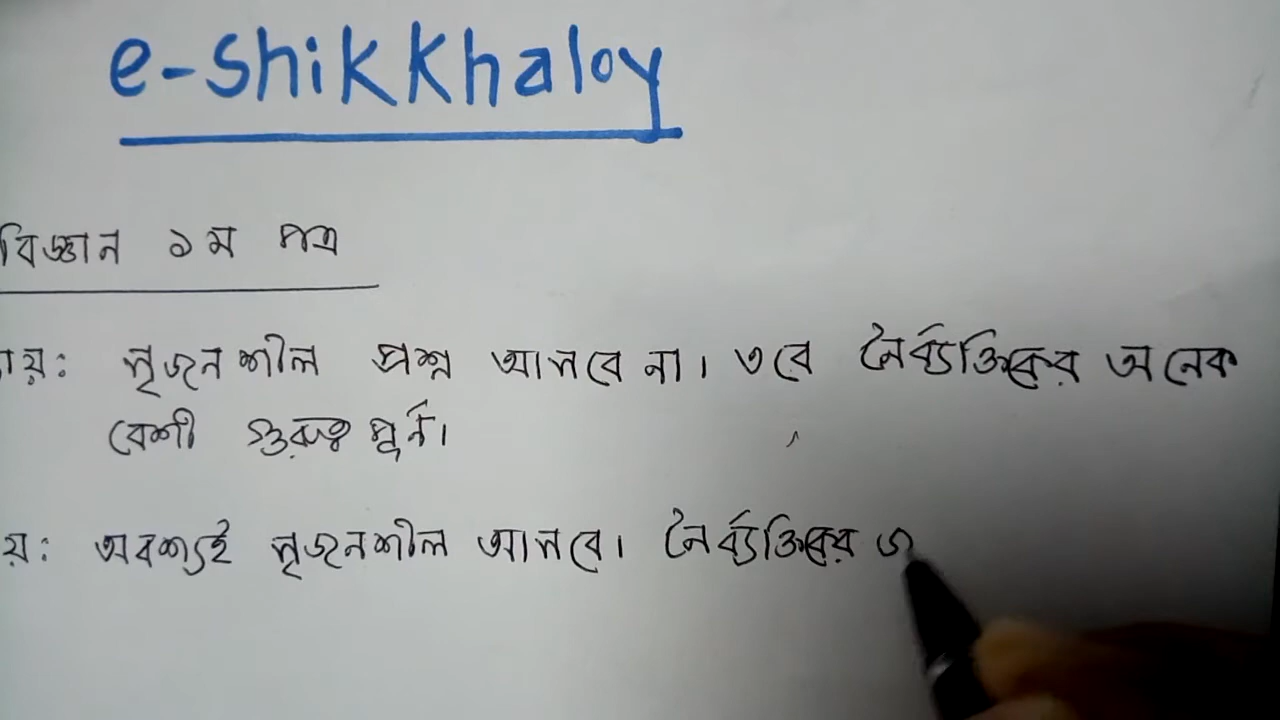 e-shikkhaloy
বিজ্ঞান ১ম পত্র
য়: সৃজনশীল প্রশ্ন আসবে না। তবে নৈর্ব্যক্তিকের অনেক
বেশী গুরুত্বপূর্ন।
য়: অবশ্যই সৃজনশীল আসবে। নৈর্ব্যক্তিকের জ